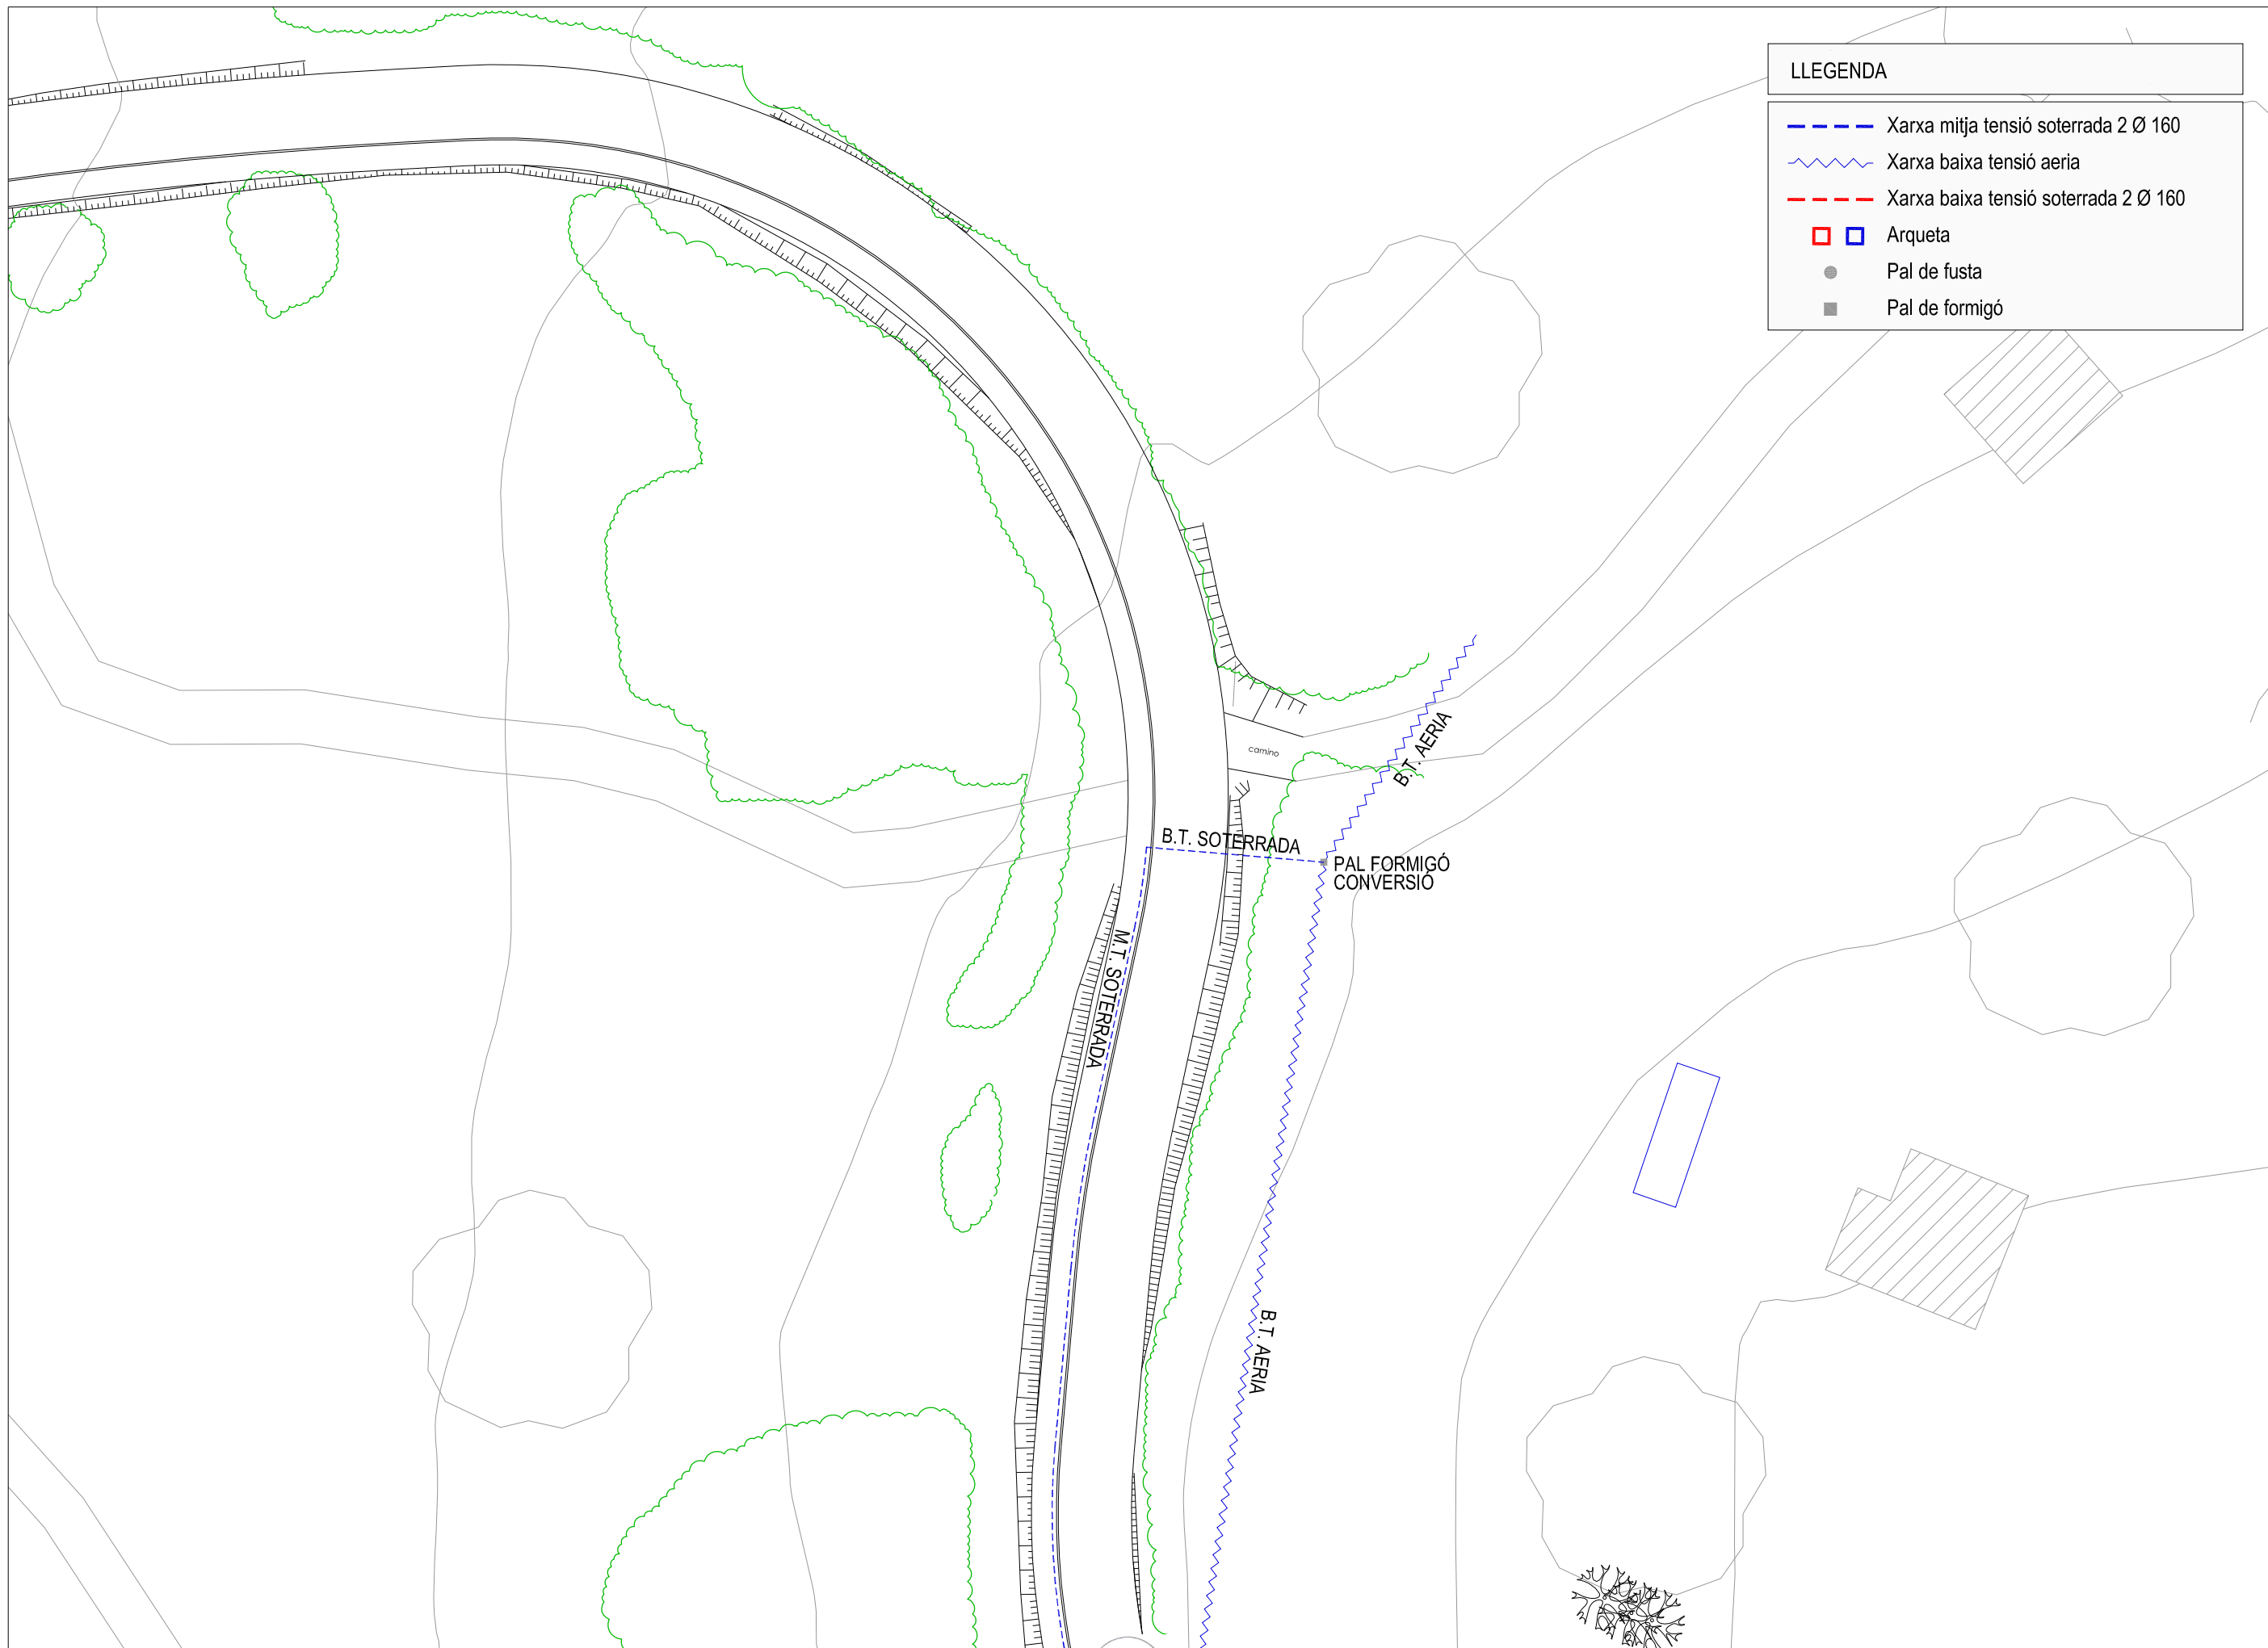 LLEGENDA
Xarxa mitja tensió soterrada 2 Ø 160
Xarxa baixa tensió aeria
Xarxa baixa tensió soterrada 2 Ø 160
Arqueta
Pal de fusta
Pal de formigó
B.T. AERIA
camino
B.T. SOTERRADA
PAL FORMIGÓ
CONVERSIÓ
M.T. SOTERRADA
B.T. AERIA